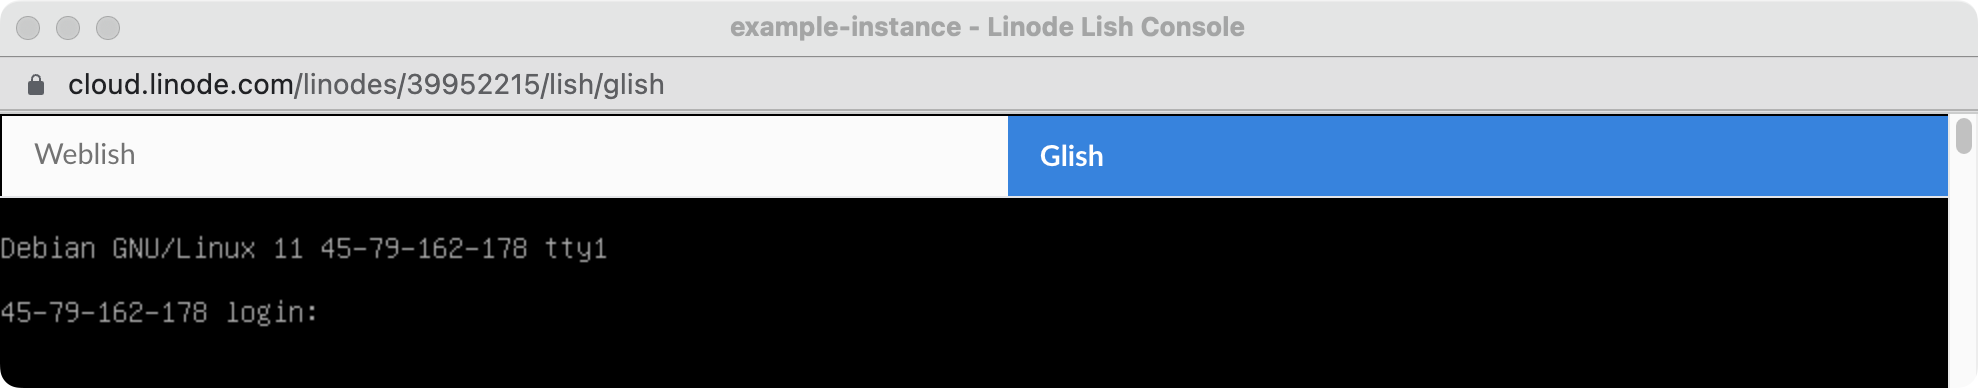 example-instance - Linode Lish Console
cloud.linode.com/linodes/39952215/lish/glish
Weblish
Glish
Debian GNU/Linux 11 45-79-162-178 tty1
45-79-162-178 login: